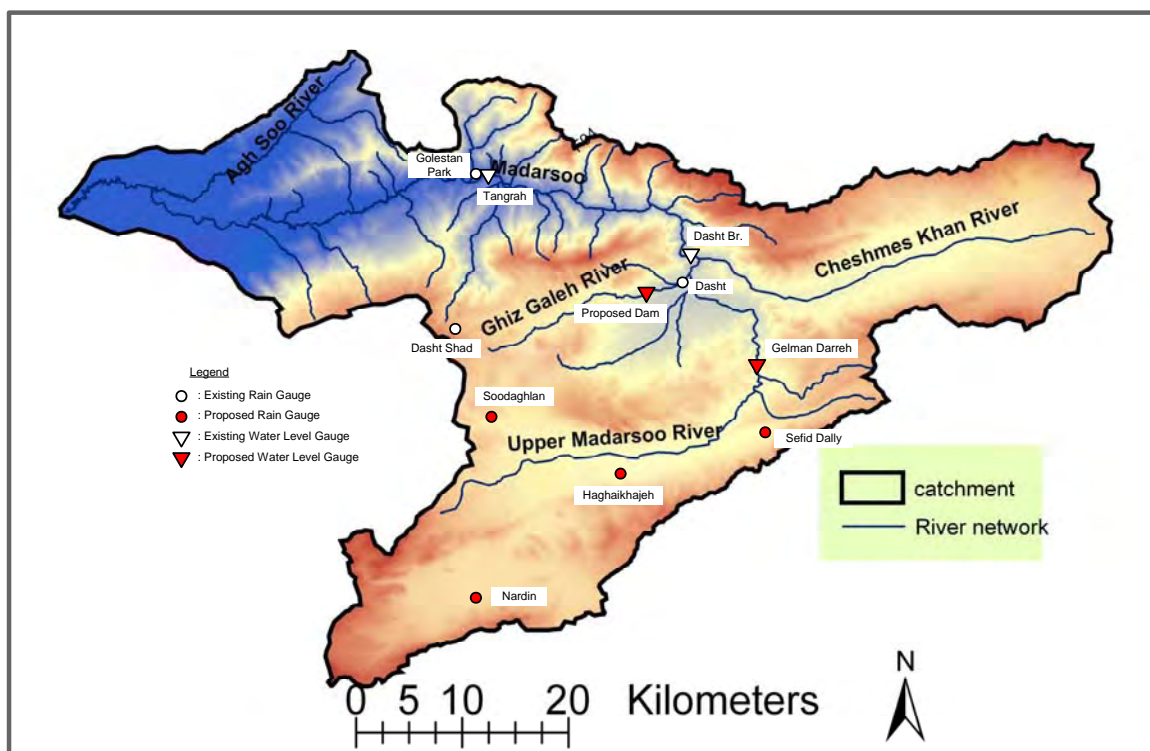 Agh Soo River
Golestan
Park
Madarsoo
Tangrah
Dasht Br.
Cheshmes Khan River
Dasht
Ghiz Galeh River
Proposed Dam
Dasht Shad
Gelman Darreh
Legend
: Existing Rain Gauge
: Proposed Rain Gauge
: Existing Water Level Gauge
: Proposed Water Level Gauge
Soodaghlan
Upper Madarsoo River
Sefid Dally
Haghaikhajeh
catchment
River network
Nardin
N
0 5 10 20 Kilometers